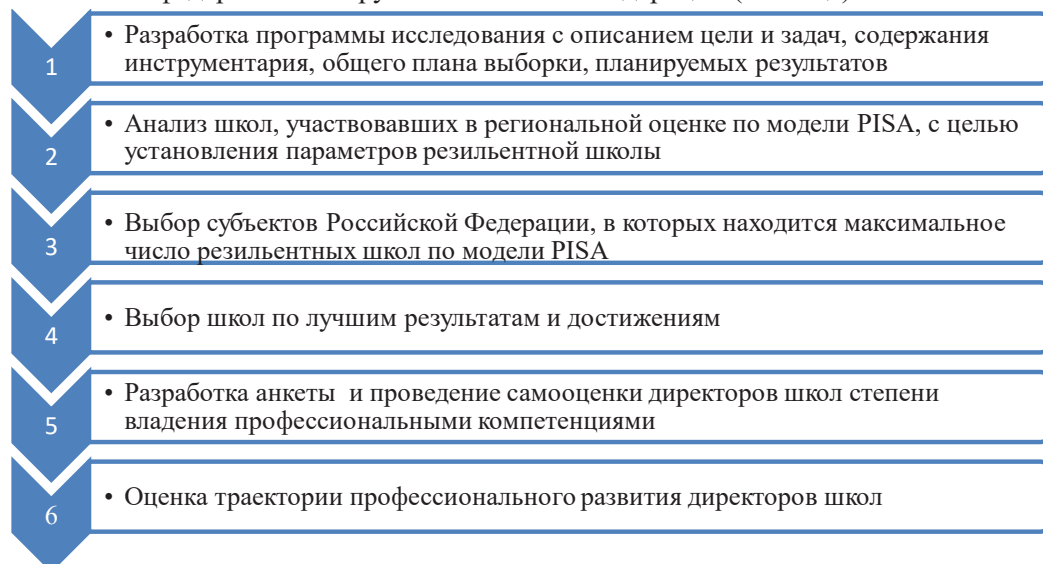 1
• Разработка программы исследования с описанием цели и задач, содержания
инструментария, общего плана выборки, планируемых результатов
2
• Анализ школ, участвовавших в региональной оценке по модели PISA, с целью
установления параметров резильентной школы
3
• Выбор субъектов Российской Федерации, в которых находится максимальное
число резильентных школ по модели PISA
4
• Выбор школ по лучшим результатам и достижениям
5
• Разработка анкеты и проведение самооценки директоров школ степени
владения профессиональными компетенциями
6
• Оценка траектории профессионального развития директоров школ